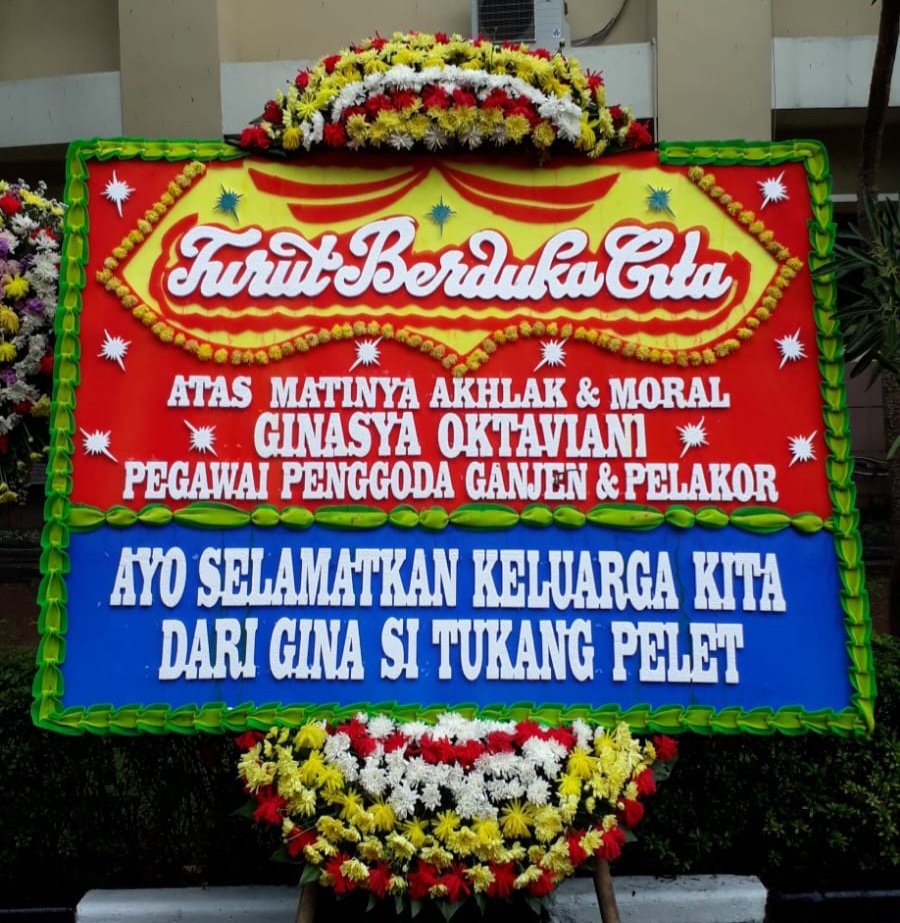 Turut Berduka Cita
ATAS MATINYA AKHLAK & MORAL
GINASYA OKTAVIANI
PEGAWAI PENGGODA GANJEN & PELAKOR
AYO SELAMATKAN KELUARGA KITA
DARI GINA SI TUKANG PELET